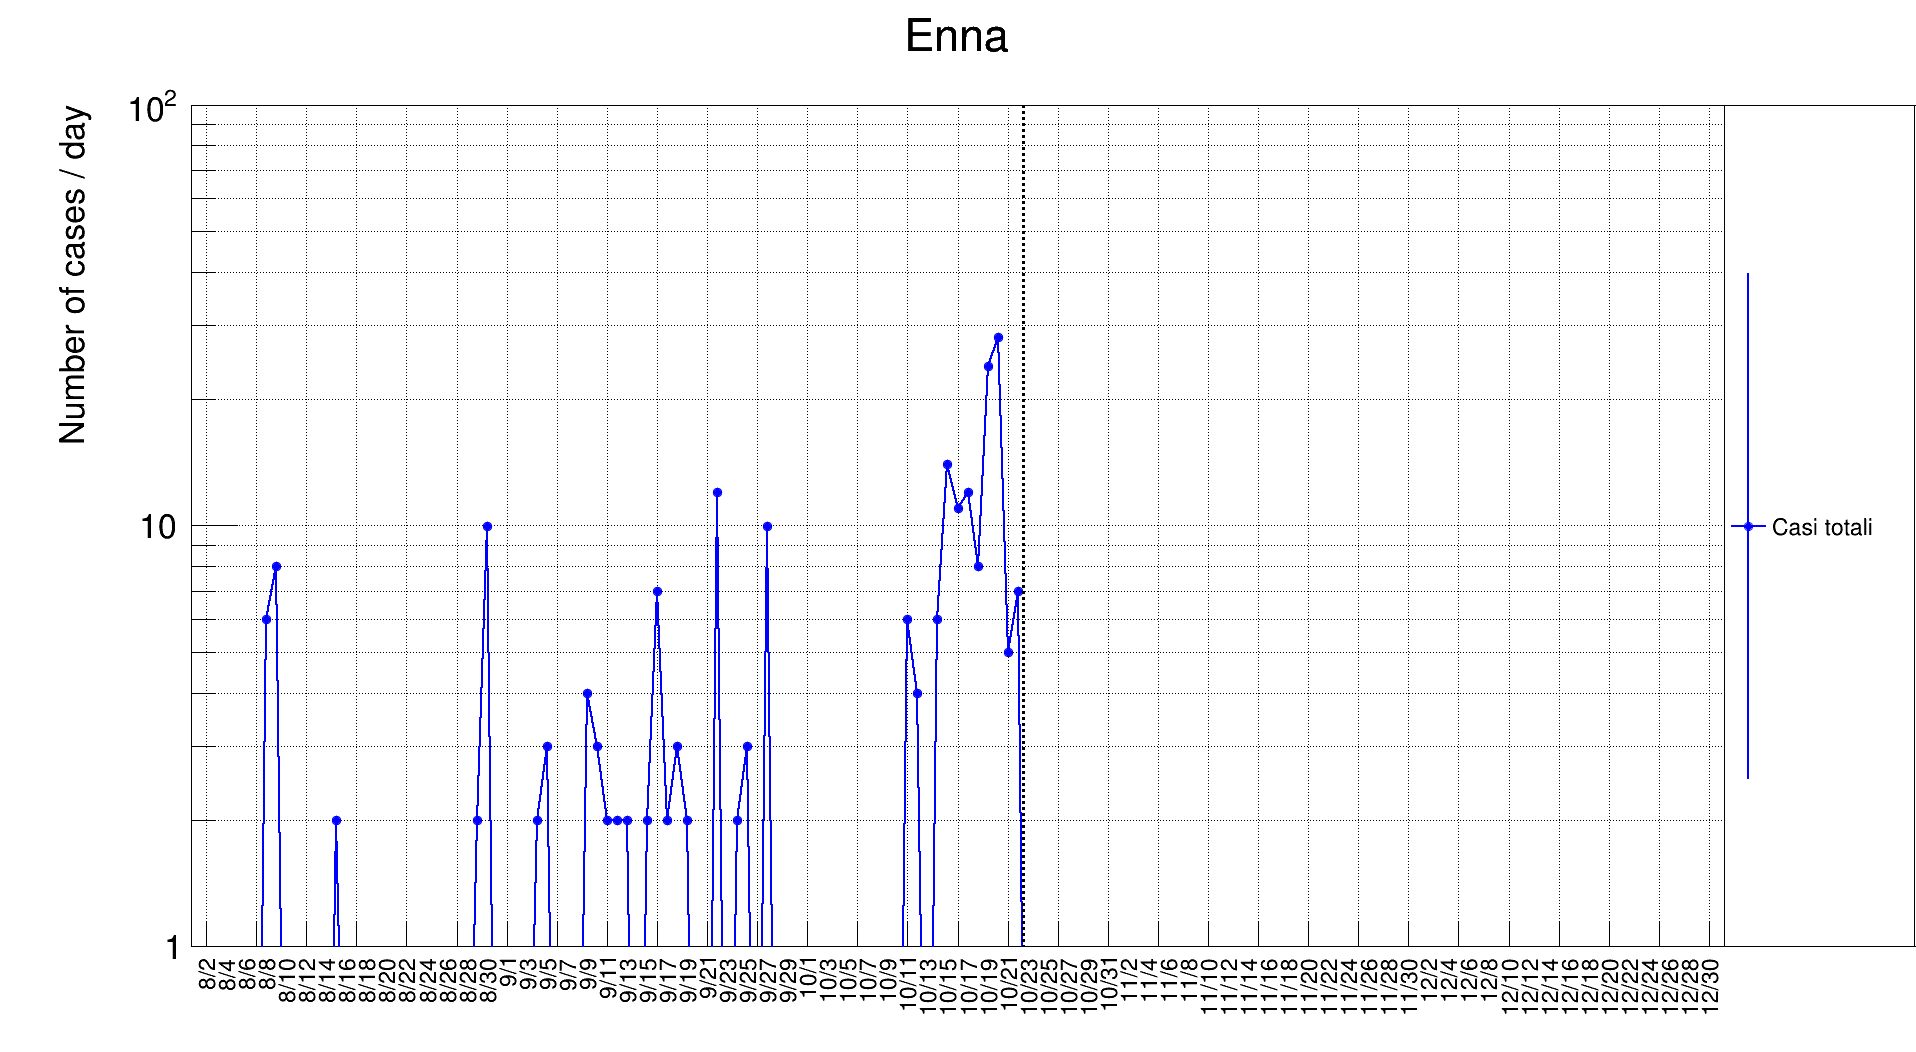 Enna
Number of cases / day
10²
10
1
8/2 8/4 8/6 8/8 8/10 8/12 8/14 8/16 8/18 8/20 8/22 8/24 8/26 8/28 8/30 9/1 9/3 9/5 9/7 9/9 9/11 9/13 9/15 9/17 9/19 9/21 9/23 9/25 9/27 9/29 10/1 10/3 10/5 10/7 10/9 10/11 10/13 10/15 10/17 10/19 10/21 10/23 10/25 10/27 10/29 10/31 11/2 11/4 11/6 11/8 11/10 11/12 11/14 11/16 11/18 11/20 11/22 11/24 11/26 11/28 11/30 12/2 12/4 12/6 12/8 12/10 12/12 12/14 12/16 12/18 12/20 12/22 12/24 12/26 12/28 12/30
Casi totali